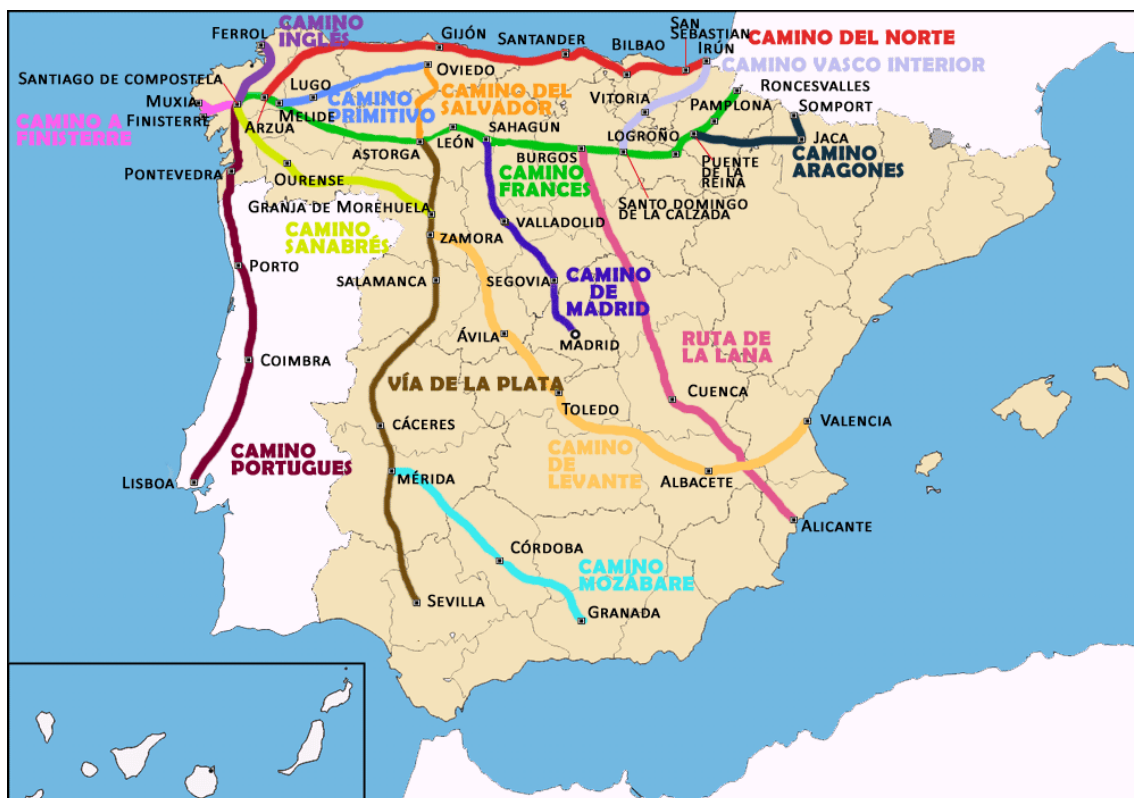 CAMINO
INGLÉS
FERROL
GIJÓN
SANTANDER
BILBAO
SAN
SEBASTIAN
IRÚN
CAMINO DEL NORTE
CAMINO VASCO INTERIOR
SANTIAGO DE COMPOSTELA
LUGO
OVIEDO
CAMINO DEL
SALVADOR
VITORIA
PAMPLONA
RONCESVALLES
SOMPORT
MUXIA
FINISTERRE
CAMINO A
FINISTERRE
ARZUA
MELIDE
CAMINO
PRIMITIVO
ASTORGA
LEÓN
SAHAGÚN
BURGOS
LOGROÑO
PUENTE
DE LA
REINA
JACA
CAMINO
ARAGONES
PONTEVEDRA
OURENSE
CAMINO
FRANCES
SANTO DOMINGO
DE LA CALZADA
GRANJA DE MOREHUELA
CAMINO
SANABRÉS
ZAMORA
VALLADOLID
PORTO
SALAMANCA
SEGOVIA
CAMINO
DE
MADRID
ÁVILA
MADRID
RUTA DE
LA LANA
COIMBRA
VÍA DE LA PLATA
TOLEDO
CUENCA
VALENCIA
CÁCERES
CAMINO
PORTUGUES
CAMINO
DE
LEVANTE
LISBOA
MÉRIDA
ALBACETE
ALICANTE
CÓRDOBA
CAMINO
MOZÁBARE
SEVILLA
GRANADA